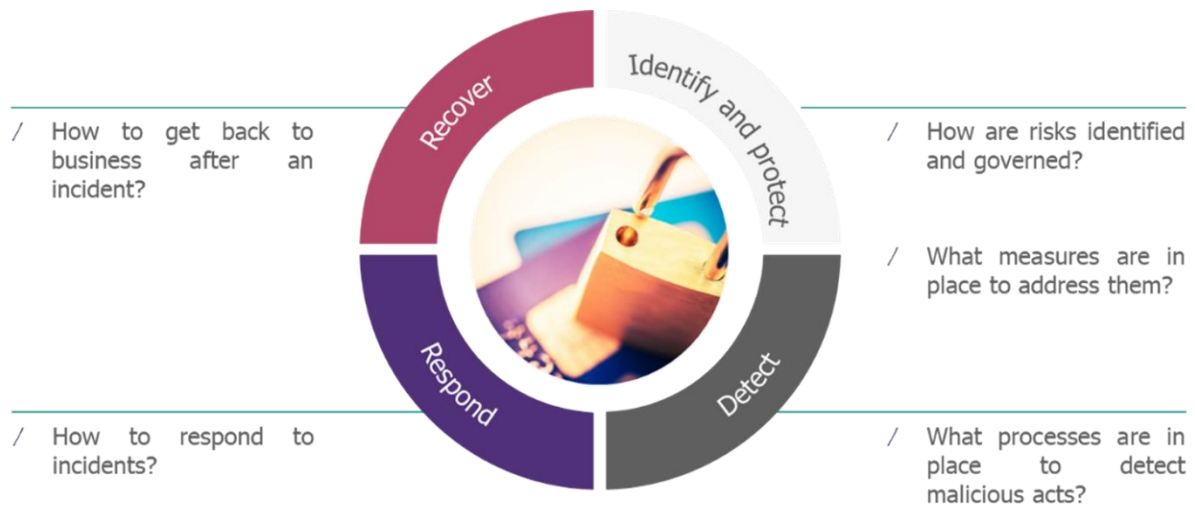 Recover
Identify and protect
/ How to get back to
business after an
incident?
/ How are risks identified
and governed?
/ What measures are in
place to address them?
Respond
Detect
/ How to respond to
incidents?
/ What processes are in
place to detect
malicious acts?